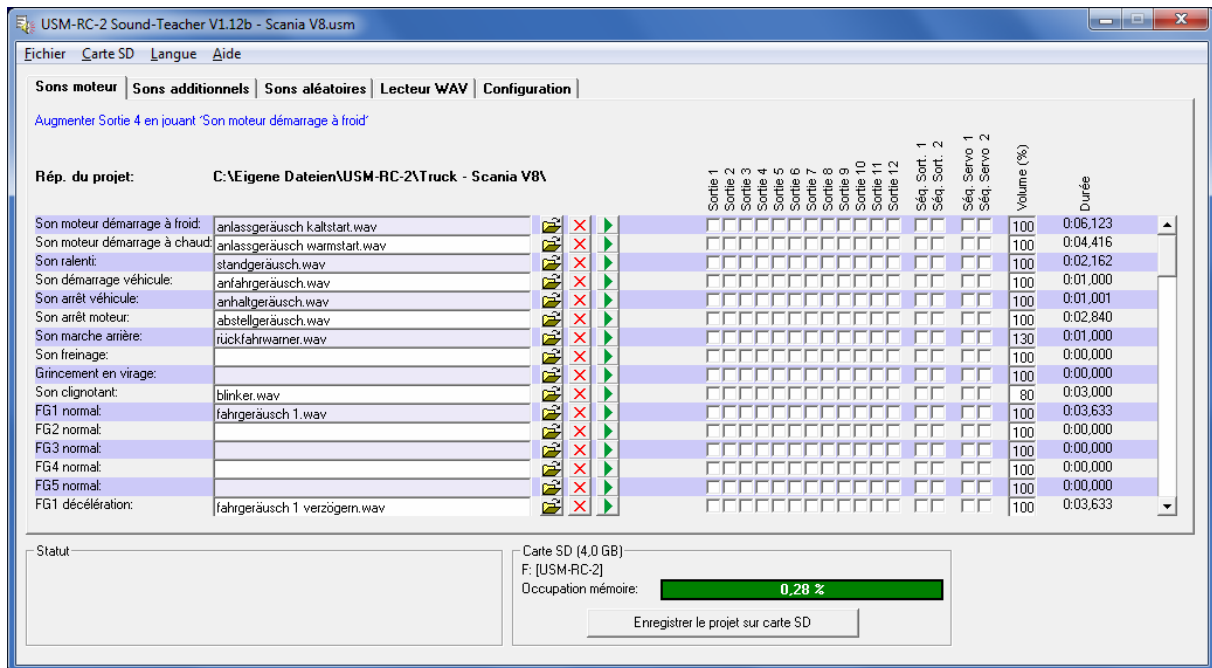 USM-RC-2 Sound-Teacher V1.12b - Scania V8.usm
Fichier Carte SD Langue Aide
Sons moteur Sons additionnels Sons aléatoires Lecteur WAV Configuration
Augmenter Sortie 4 en jouant 'Son moteur démarrage à froid'
Rép. du projet: C:\Eigene Dateien\USM-RC-2\Truck - Scania V8\
Sortie 1
Sortie 2
Sortie 3
Sortie 4
Sortie 5
Sortie 6
Sortie 7
Sortie 8
Sortie 9
Sortie 10
Sortie 11
Sortie 12
Séq. Sort. 1
Séq. Sort. 2
Séq. Servo 1
Séq. Servo 2
Volume (%)
Durée
Son moteur démarrage à froid: anlassgeräusch kaltstart.wav 100 0:06,123
Son moteur démarrage à chaud: anlassgeräusch warmstart.wav 100 0:04,416
Son ralenti: standgeräusch.wav 100 0:02,162
Son démarrage véhicule: anfahrgeräusch.wav 100 0:01,000
Son arrêt véhicule: anhaltgeräusch.wav 100 0:01,001
Son arrêt moteur: abstellgeräusch.wav 100 0:02,840
Son marche arrière: rückfahrwarner.wav 130 0:01,000
Son freinage: 100 0:00,000
Grincement en virage: 100 0:00,000
Son clignotant: blinker.wav 80 0:03,000
FG1 normal: fahrgeräusch 1.wav 100 0:03,633
FG2 normal: 100 0:00,000
FG3 normal: 100 0:00,000
FG4 normal: 100 0:00,000
FG5 normal: 100 0:00,000
FG1 décélération: fahrgeräusch 1 verzögern.wav 100 0:03,633
Statut
Carte SD (4,0 GB)
F: [USM-RC-2]
Occupation mémoire: 0,28 %
Enregistrer le projet sur carte SD